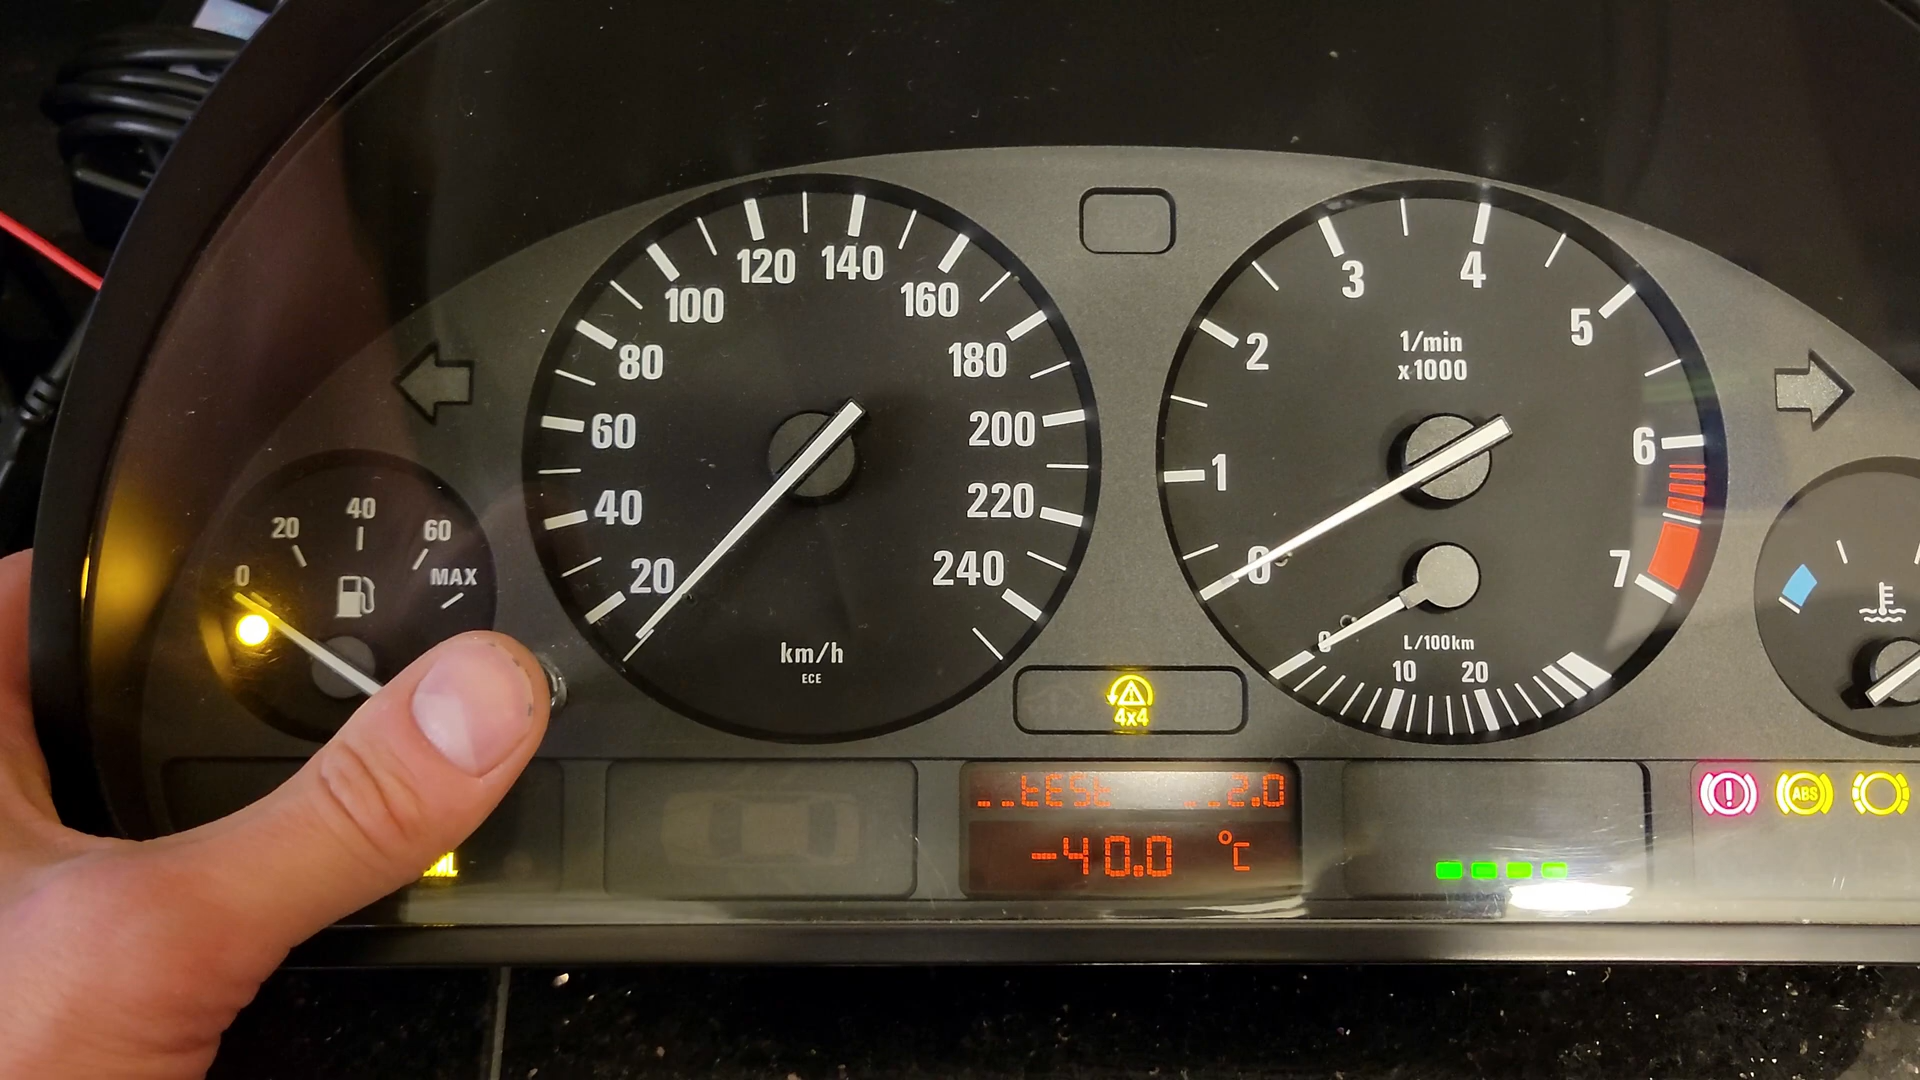 20 40 60 80 100 120 140 160 180 200 220 240
km/h
ECE
0 1 2 3 4 5 6 7
1/min
x1000
L/100km
10 20
0 20 40 60 MAX
4x4
__tESt __2.0
-40.0 °C
ABS